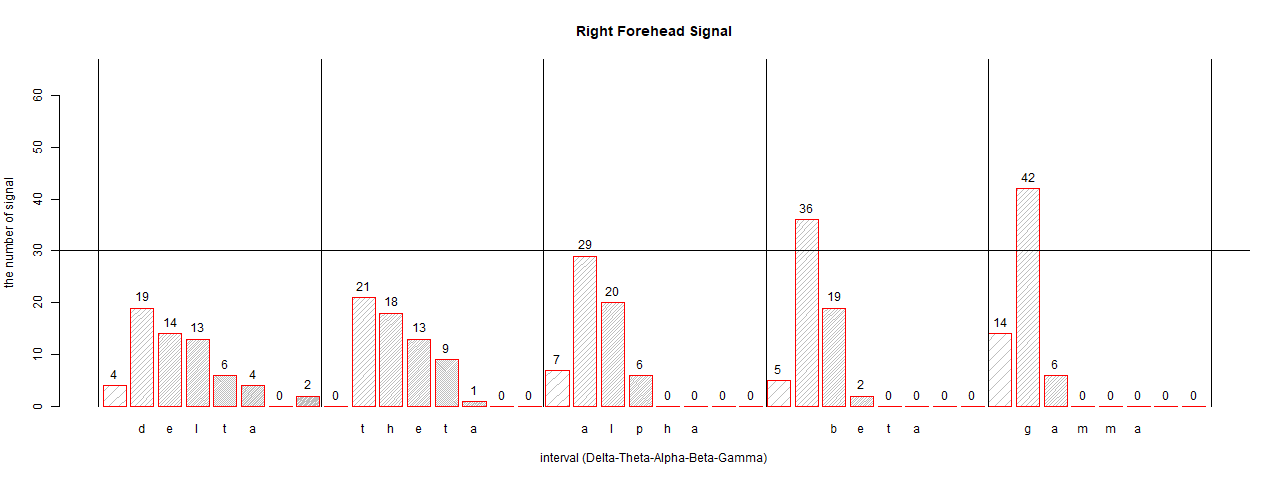 Right Forehead Signal
the number of signal
60
50
40
30
20
10
0
4 19 14 13 6 4 0 2 0 21 18 13 9 1 0 0 7 29 20 6 0 0 0 0 5 36 19 2 0 0 0 0 14 42 6 0 0 0 0 0
d e l t a t h e t a a l p h a b e t a g a m m a
interval (Delta-Theta-Alpha-Beta-Gamma)